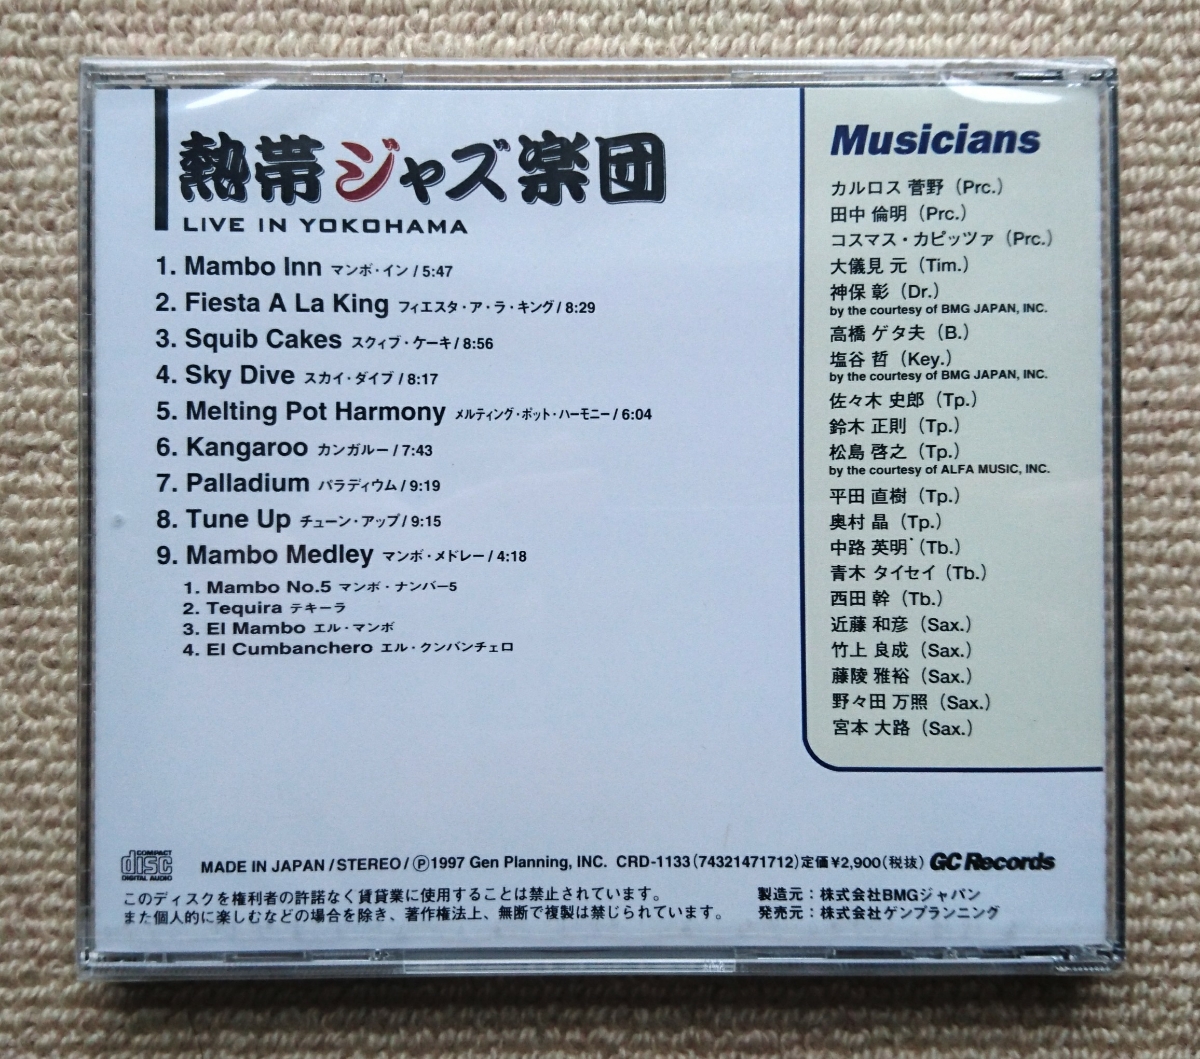 熱帯ジャズ楽団
LIVE IN YOKOHAMA
1. Mambo Inn マンボ・イン / 5:47
2. Fiesta A La King フィエスタ・ア・ラ・キング / 8:29
3. Squib Cakes スクィブ・ケーキ / 8:56
4. Sky Dive スカイ・ダイブ / 8:17
5. Melting Pot Harmony メルティング・ポット・ハーモニー / 6:04
6. Kangaroo カンガルー / 7:43
7. Palladium パラディウム / 9:19
8. Tune Up チューン・アップ / 9:15
9. Mambo Medley マンボ・メドレー / 4:18
1. Mambo No.5 マンボ・ナンバー5
2. Tequira テキーラ
3. El Mambo エル・マンボ
4. El Cumbanchero エル・クンバンチェロ
Musicians
カルロス 菅野（Prc.）
田中 倫明（Prc.）
コスマス・カピッツァ（Prc.）
大儀見 元（Tim.）
神保 彰（Dr.）
by the courtesy of BMG JAPAN, INC.
高橋 ゲタ夫（B.）
塩谷 哲（Key.）
by the courtesy of BMG JAPAN, INC.
佐々木 史郎（Tp.）
鈴木 正則（Tp.）
松島 啓之（Tp.）
by the courtesy of ALFA MUSIC, INC.
平田 直樹（Tp.）
奥村 晶（Tp.）
中路 英明（Tb.）
青木 タイセイ（Tb.）
西田 幹（Tb.）
近藤 和彦（Sax.）
竹上 良成（Sax.）
藤陵 雅裕（Sax.）
野々田 万照（Sax.）
宮本 大路（Sax.）
COMPACT
disc
DIGITAL AUDIO
MADE IN JAPAN / STEREO / Ⓟ1997 Gen Planning, INC. CRD-1133（74321471712）定価¥2,900（税抜）GC Records
このディスクを権利者の許諾なく賃貸業に使用することは禁止されています。
また個人的に楽しむなどの場合を除き、著作権法上、無断で複製は禁じられています。
製造元：株式会社BMGジャパン
発売元：株式会社ゲンプランニング